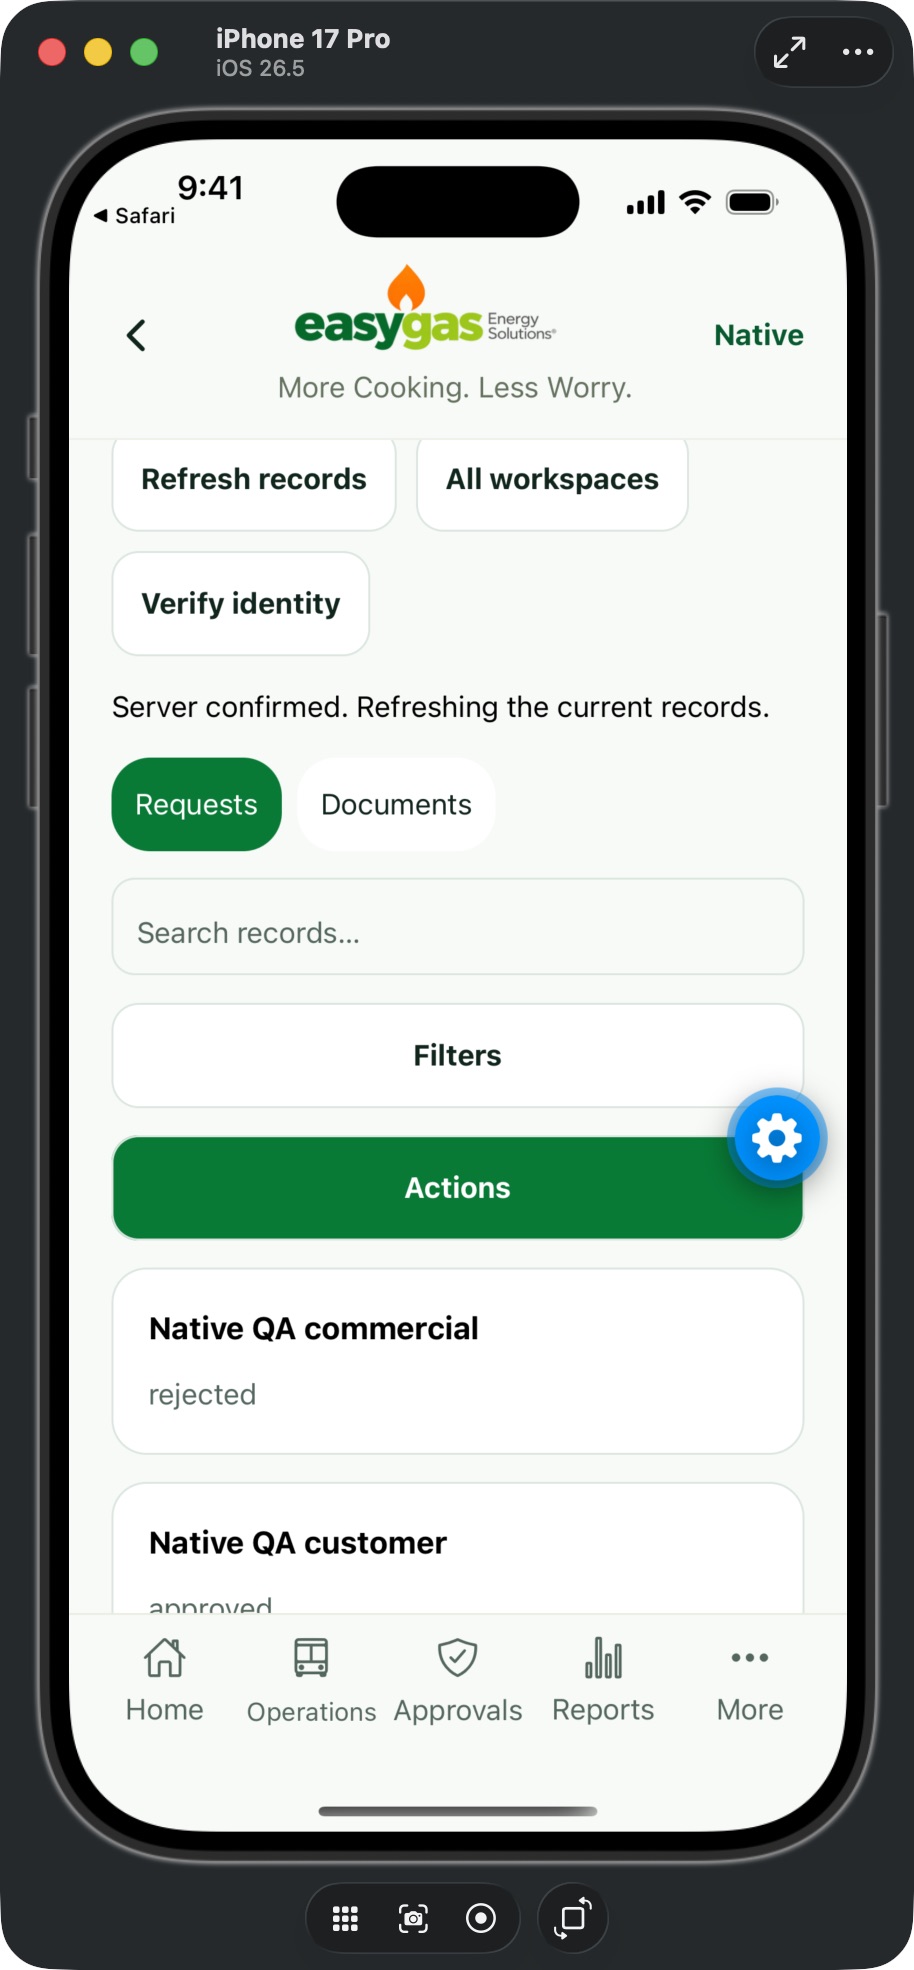 iPhone 17 Pro
iOS 26.5
9:41
Safari
easygas Energy Solutions®
Native
More Cooking. Less Worry.
Refresh records
All workspaces
Verify identity
Server confirmed. Refreshing the current records.
Requests
Documents
Search records...
Filters
Actions
Native QA commercial
rejected
Native QA customer
approved
Home
Operations
Approvals
Reports
More